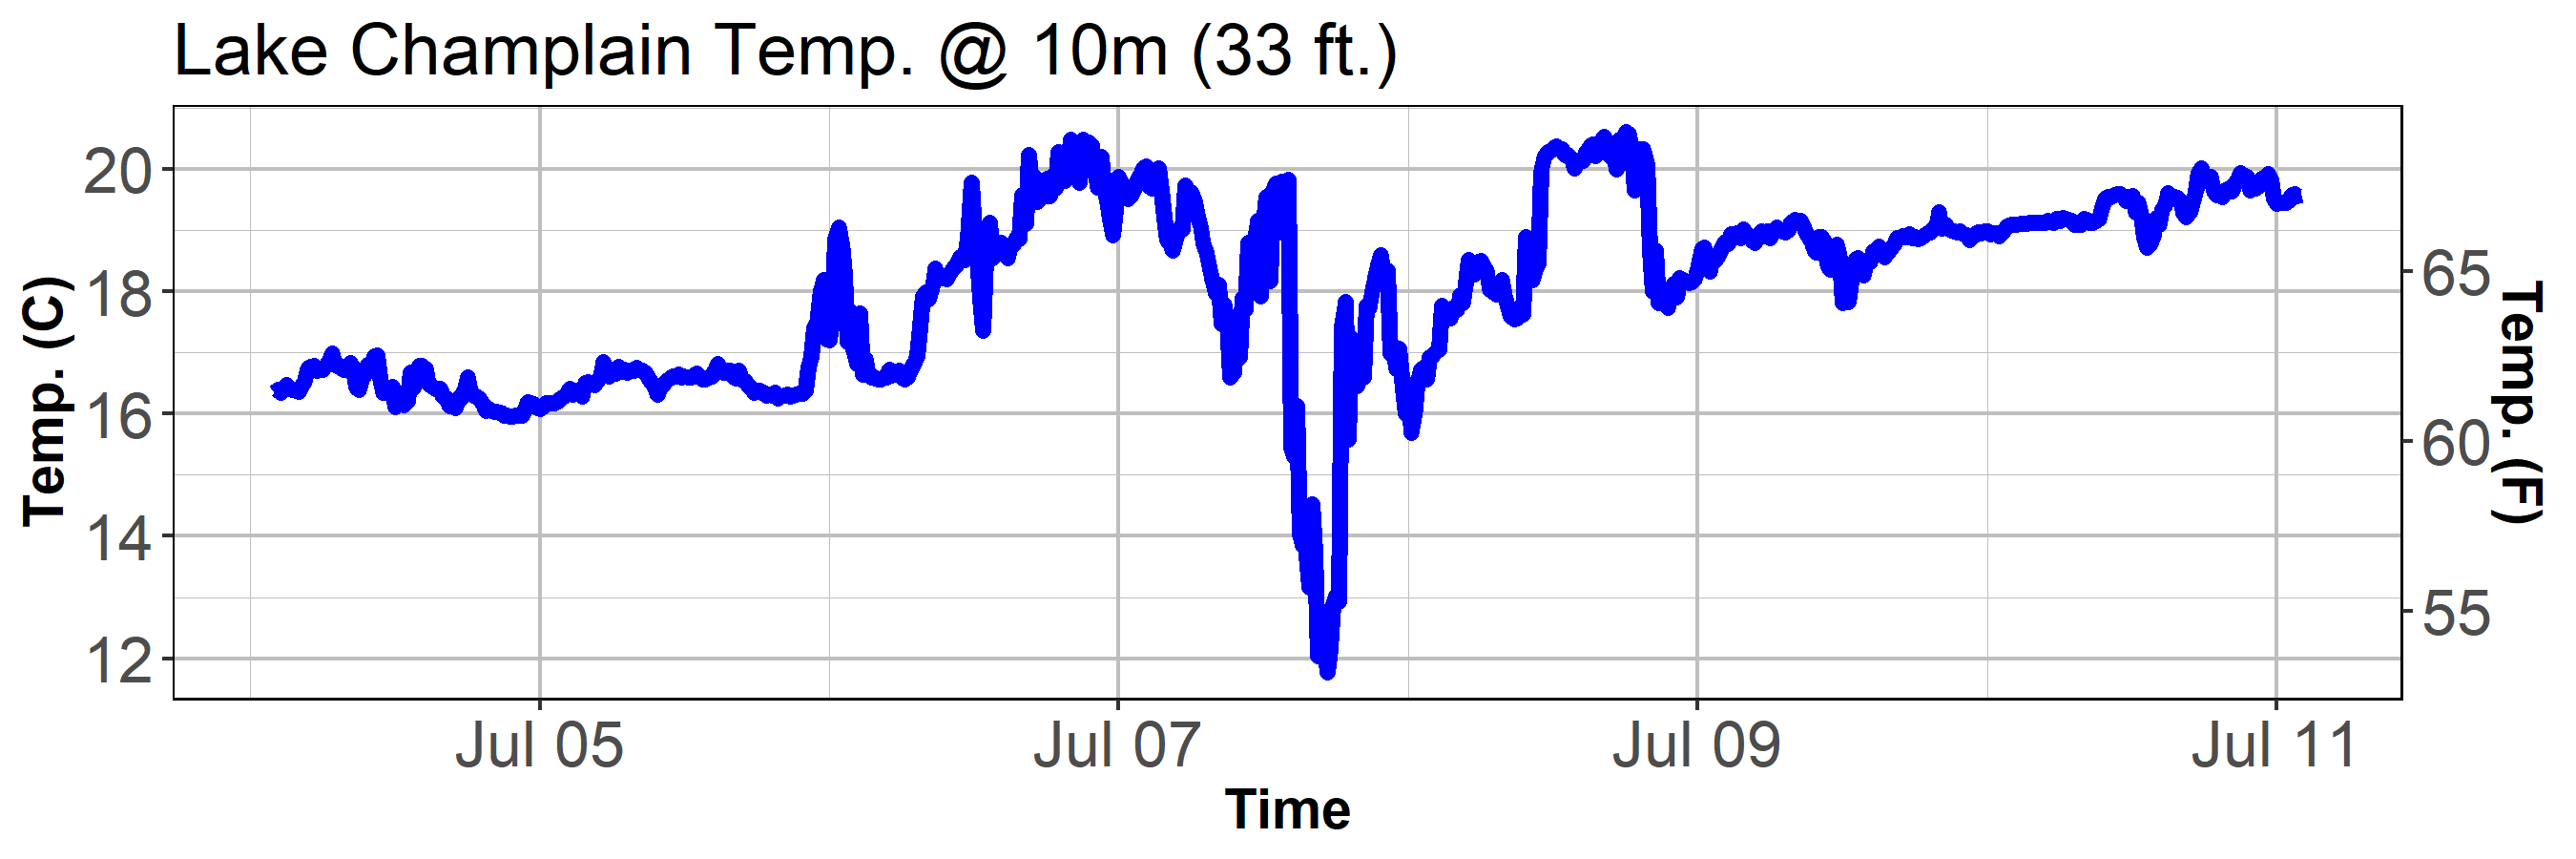 Lake Champlain Temp. @ 10m (33 ft.)
Temp. (C)
20
18
16
14
12
65
60
55
Temp. (F)
Jul 05 Jul 07 Jul 09 Jul 11
Time